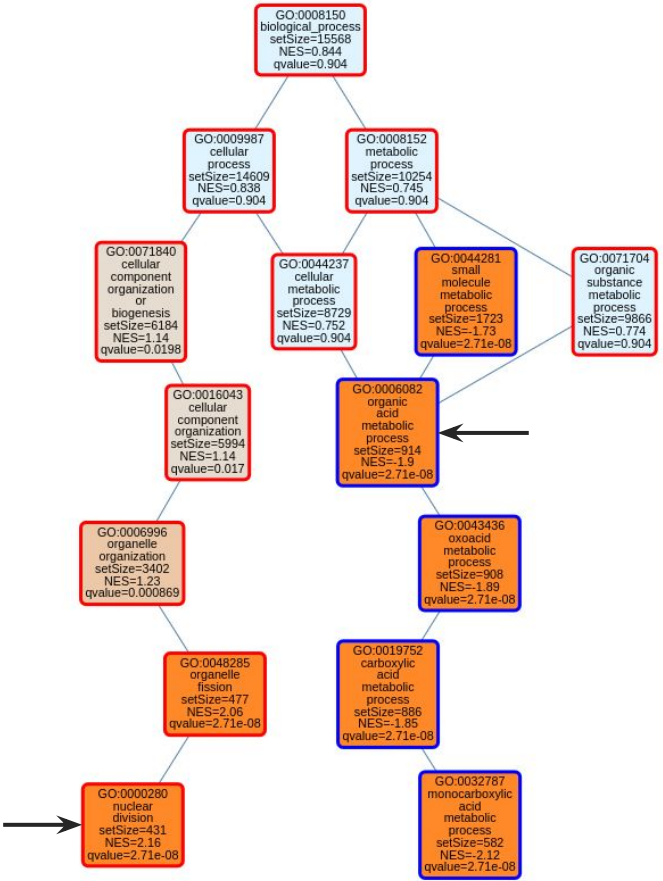 GO:0008150
biological_process
setSize=15568
NES=0.844
qvalue=0.904
GO:0009987
cellular
process
setSize=14609
NES=0.838
qvalue=0.904
GO:0008152
metabolic
process
setSize=10254
NES=0.745
qvalue=0.904
GO:0071840
cellular
component
organization
or
biogenesis
setSize=6184
NES=1.14
qvalue=0.0198
GO:0044237
cellular
metabolic
process
setSize=8729
NES=0.752
qvalue=0.904
GO:0044281
small
molecule
metabolic
process
setSize=1723
NES=-1.73
qvalue=2.71e-08
GO:0071704
organic
substance
metabolic
process
setSize=9866
NES=0.774
qvalue=0.904
GO:0016043
cellular
component
organization
setSize=5994
NES=1.14
qvalue=0.017
GO:0006082
organic
acid
metabolic
process
setSize=914
NES=-1.9
qvalue=2.71e-08
GO:0006996
organelle
organization
setSize=3402
NES=1.23
qvalue=0.000869
GO:0043436
oxoacid
metabolic
process
setSize=908
NES=-1.89
qvalue=2.71e-08
GO:0048285
organelle
fission
setSize=477
NES=2.06
qvalue=2.71e-08
GO:0019752
carboxylic
acid
metabolic
process
setSize=886
NES=-1.85
qvalue=2.71e-08
GO:0000280
nuclear
division
setSize=431
NES=2.16
qvalue=2.71e-08
GO:0032787
monocarboxylic
acid
metabolic
process
setSize=582
NES=-2.12
qvalue=2.71e-08